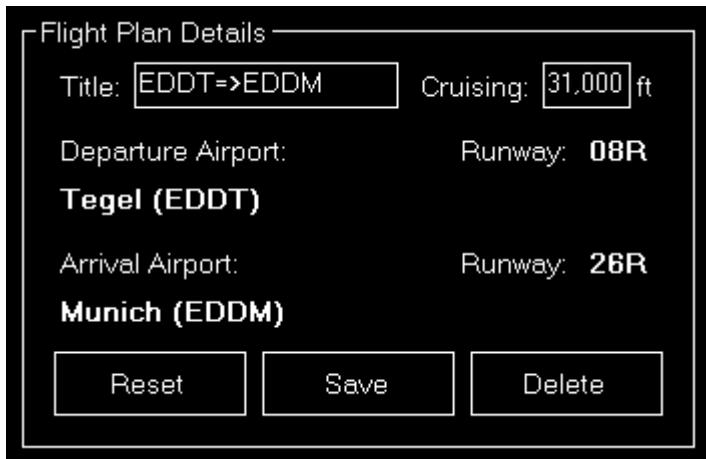 Flight Plan Details
Title: EDDT=>EDDM Cruising: 31,000 ft
Departure Airport: Runway: 08R
Tegel (EDDT)
Arrival Airport: Runway: 26R
Munich (EDDM)
Reset Save Delete